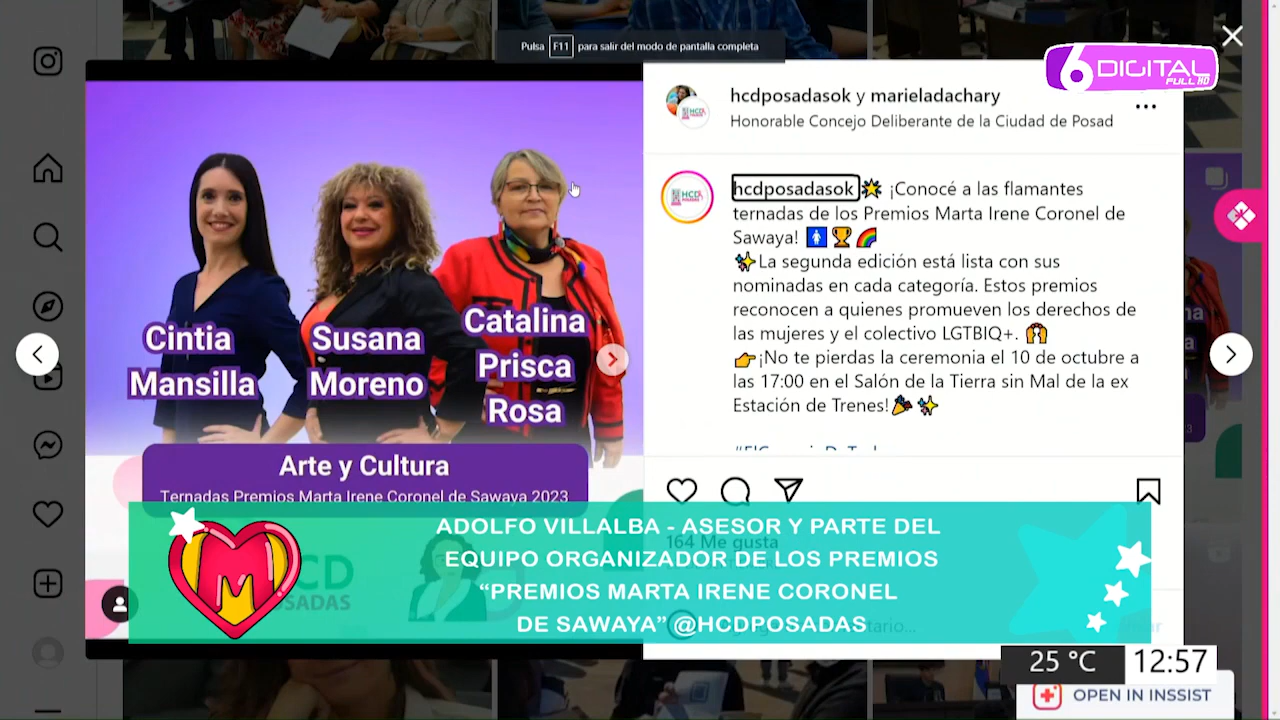 Pulsa F11 para salir del modo de pantalla completa
6 DIGITAL
FULL HD
hcdposadasok y marieladachary
Honorable Concejo Deliberante de la Ciudad de Posad
hcdposadasok ¡Conocé a las flamantes
ternadas de los Premios Marta Irene Coronel de
Sawaya!
La segunda edición está lista con sus
nominadas en cada categoría. Estos premios
reconocen a quienes promueven los derechos de
las mujeres y el colectivo LGTBIQ+.
¡No te pierdas la ceremonia el 10 de octubre a
las 17:00 en el Salón de la Tierra sin Mal de la ex
Estación de Trenes!
Cintia
Mansilla
Susana
Moreno
Catalina
Prisca
Rosa
Arte y Cultura
Ternadas Premios Marta Irene Coronel de Sawaya 2023
164 Me gusta
HCD
POSADAS
M
ADOLFO VILLALBA - ASESOR Y PARTE DEL
EQUIPO ORGANIZADOR DE LOS PREMIOS
“PREMIOS MARTA IRENE CORONEL
DE SAWAYA” @HCDPOSADAS
25 °C
12:57
OPEN IN INSSIST